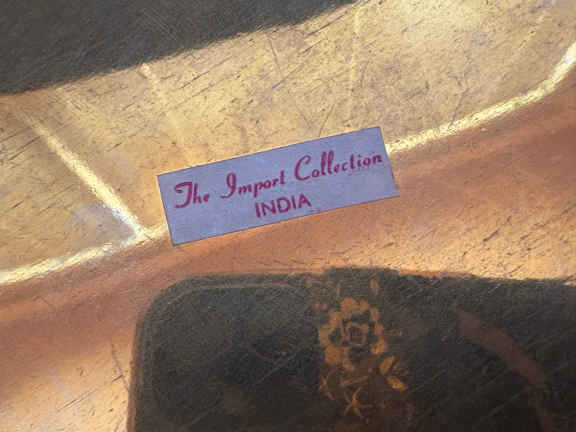 The Import Collection
INDIA